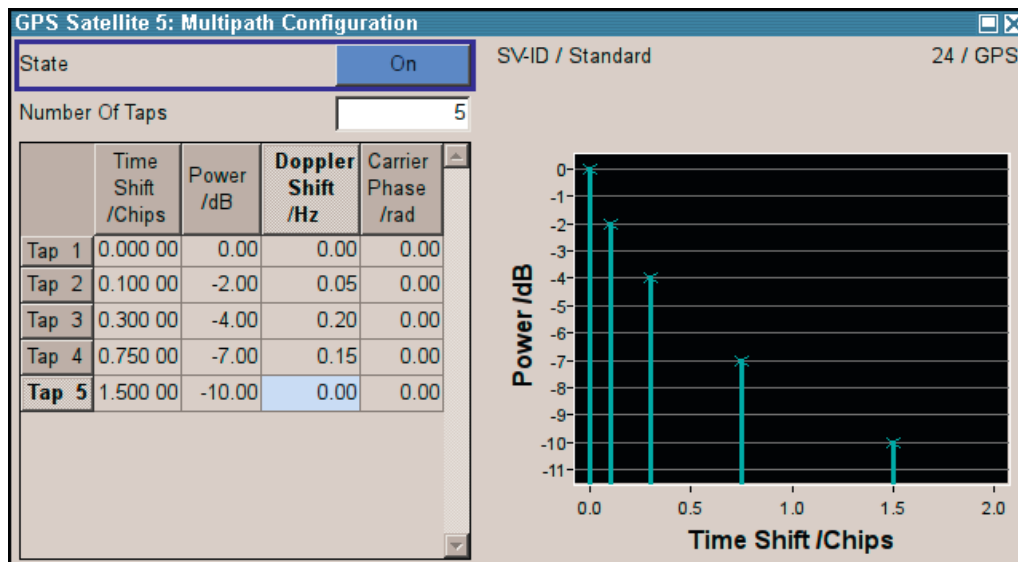 GPS Satellite 5: Multipath Configuration
State On
Number Of Taps 5
Time Shift /Chips Power /dB Doppler Shift /Hz Carrier Phase /rad
Tap 1 0.000 00 0.00 0.00 0.00
Tap 2 0.100 00 -2.00 0.05 0.00
Tap 3 0.300 00 -4.00 0.20 0.00
Tap 4 0.750 00 -7.00 0.15 0.00
Tap 5 1.500 00 -10.00 0.00 0.00
SV-ID / Standard 24 / GPS
Power /dB
0
-1
-2
-3
-4
-5
-6
-7
-8
-9
-10
-11
0.0 0.5 1.0 1.5 2.0
Time Shift /Chips